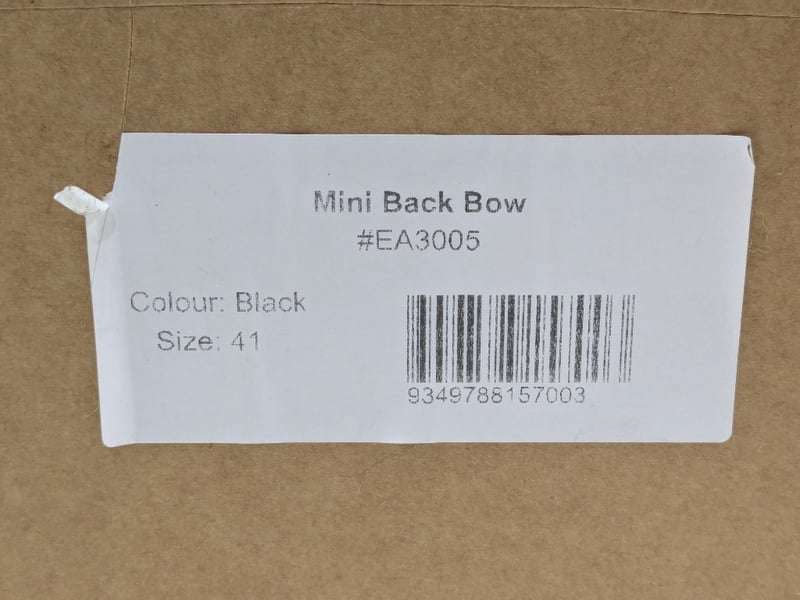 Mini Back Bow
#EA3005
Colour: Black
Size: 41
9349788157003